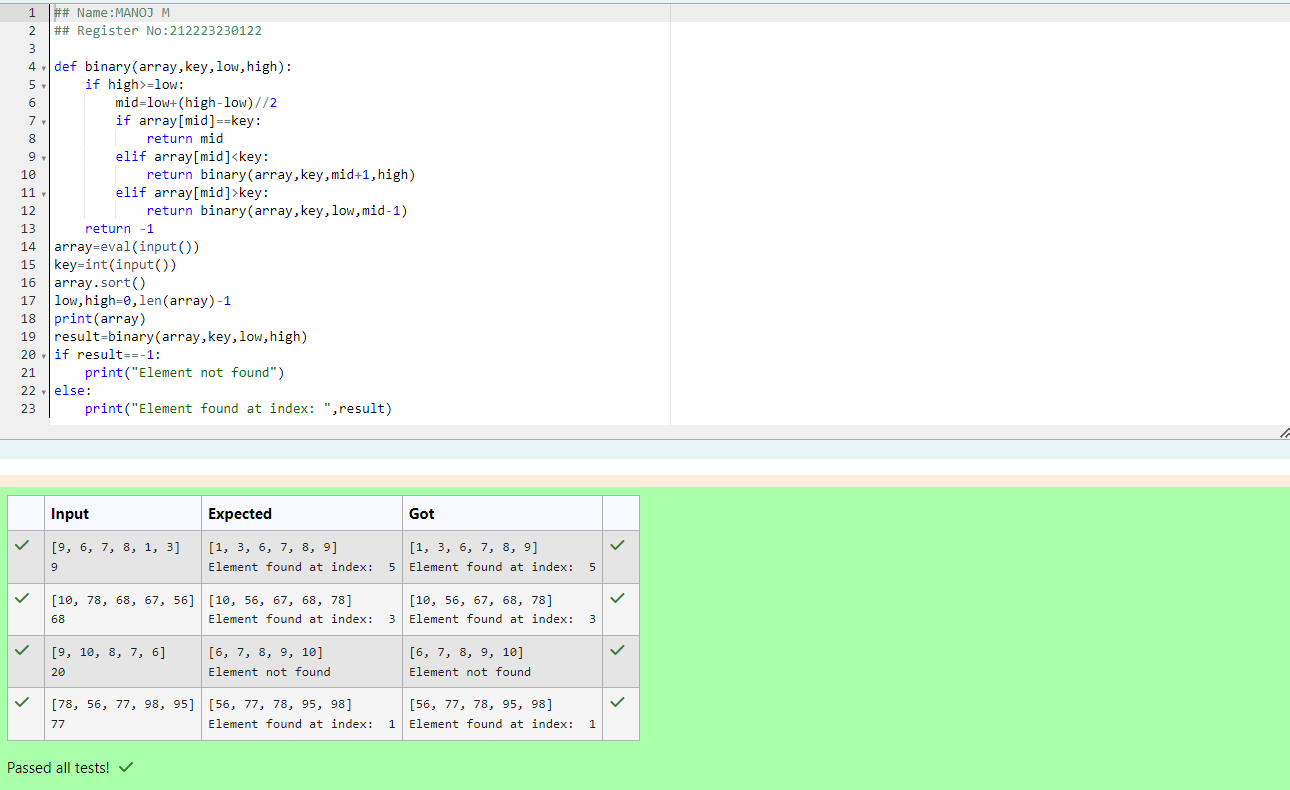 1 ## Name:MANOJ M
2 ## Register No:212223230122
3
4 def binary(array,key,low,high):
5     if high>=low:
6         mid=low+(high-low)//2
7         if array[mid]==key:
8             return mid
9         elif array[mid]<key:
10             return binary(array,key,mid+1,high)
11         elif array[mid]>key:
12             return binary(array,key,low,mid-1)
13     return -1
14 array=eval(input())
15 key=int(input())
16 array.sort()
17 low,high=0,len(array)-1
18 print(array)
19 result=binary(array,key,low,high)
20 if result==-1:
21     print("Element not found")
22 else:
23     print("Element found at index: ",result)
Input Expected Got
[9, 6, 7, 8, 1, 3] [1, 3, 6, 7, 8, 9] [1, 3, 6, 7, 8, 9]
9 Element found at index:  5 Element found at index:  5
[10, 78, 68, 67, 56] [10, 56, 67, 68, 78] [10, 56, 67, 68, 78]
68 Element found at index:  3 Element found at index:  3
[9, 10, 8, 7, 6] [6, 7, 8, 9, 10] [6, 7, 8, 9, 10]
20 Element not found Element not found
[78, 56, 77, 98, 95] [56, 77, 78, 95, 98] [56, 77, 78, 95, 98]
77 Element found at index:  1 Element found at index:  1
Passed all tests!